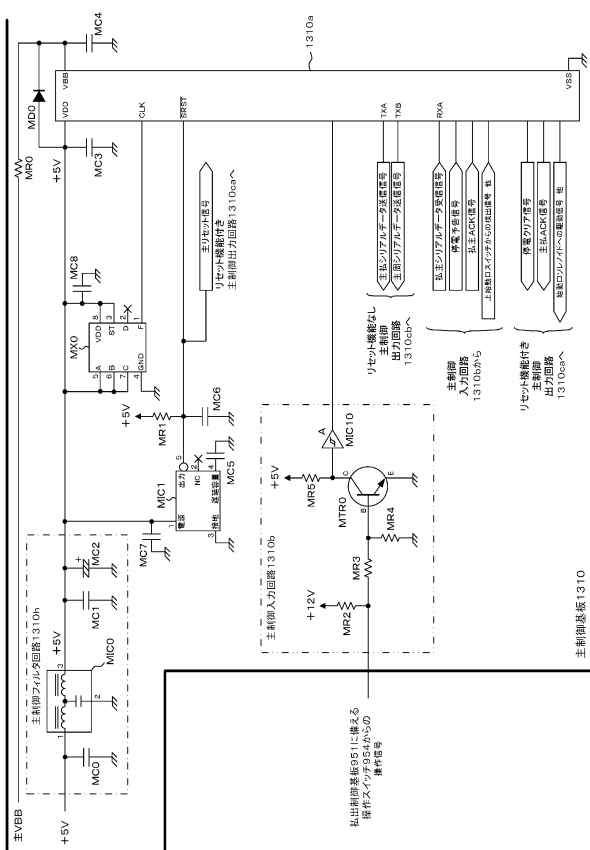 主VBB
+5V
主制御フィルタ回路1310h
MC0
1
3
2
MIC0
+5V
MC1
+
MC2
MC7
MIC1
1
電源
出力
5
NC
2
遅延容量
4
接地
3
MC5
MC6
MR1
+5V
MX0
5
A
6
B
7
C
4
GND
VDD
8
ST
3
D
2
F
1
MC8
主リセット信号
リセット機能付き
主制御出力回路1310caへ
MR0
MD0
+5V
MC3
MC4
VBB
VDD
CLK
SRST
TXA
TXB
RXA
VSS
1310a
払出制御基板951に備える
操作スイッチ954からの
操作信号
主制御入力回路1310b
+12V
MR2
MR3
MR4
+5V
MR5
MTR0
B
C
E
A
MIC10
主払シリアルデータ送信信号
主周シリアルデータ送信信号
リセット機能なし
主制御
出力回路
1310cbへ
払主シリアルデータ受信信号
停電予告信号
払主ACK信号
上始動口スイッチからの検出信号 他
主制御
入力回路
1310bから
停電クリア信号
主払ACK信号
始動口ソレノイドへの駆動信号 他
リセット機能付き
主制御
出力回路
1310caへ
主制御基板1310